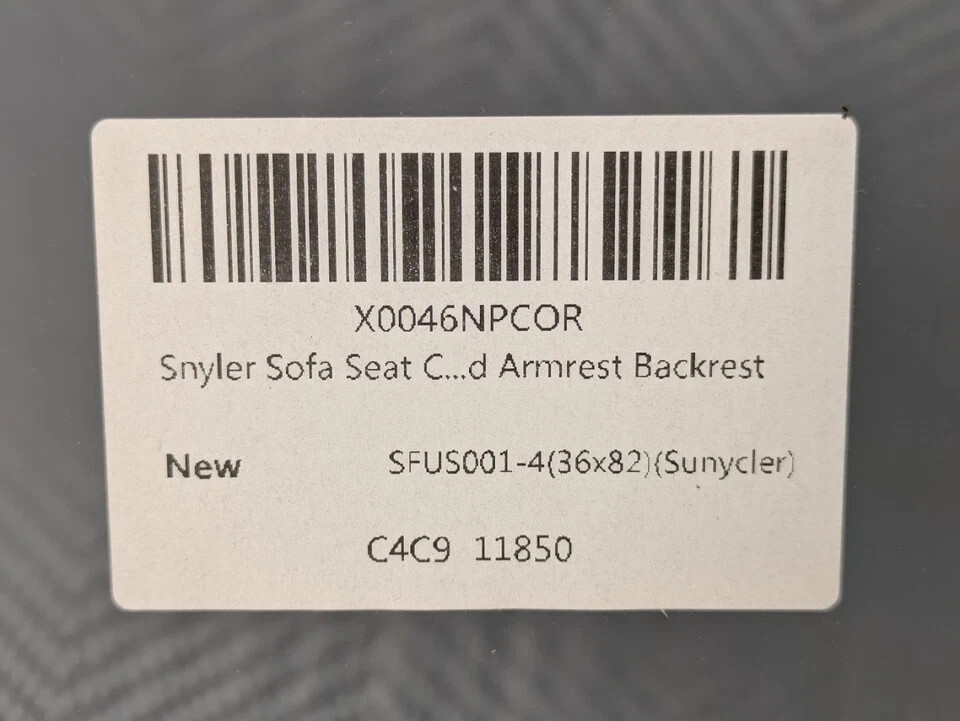 X0046NPCOR
Snyler Sofa Seat C...d Armrest Backrest
New SFUS001-4(36x82)(Sunycler)
C4C9 11850